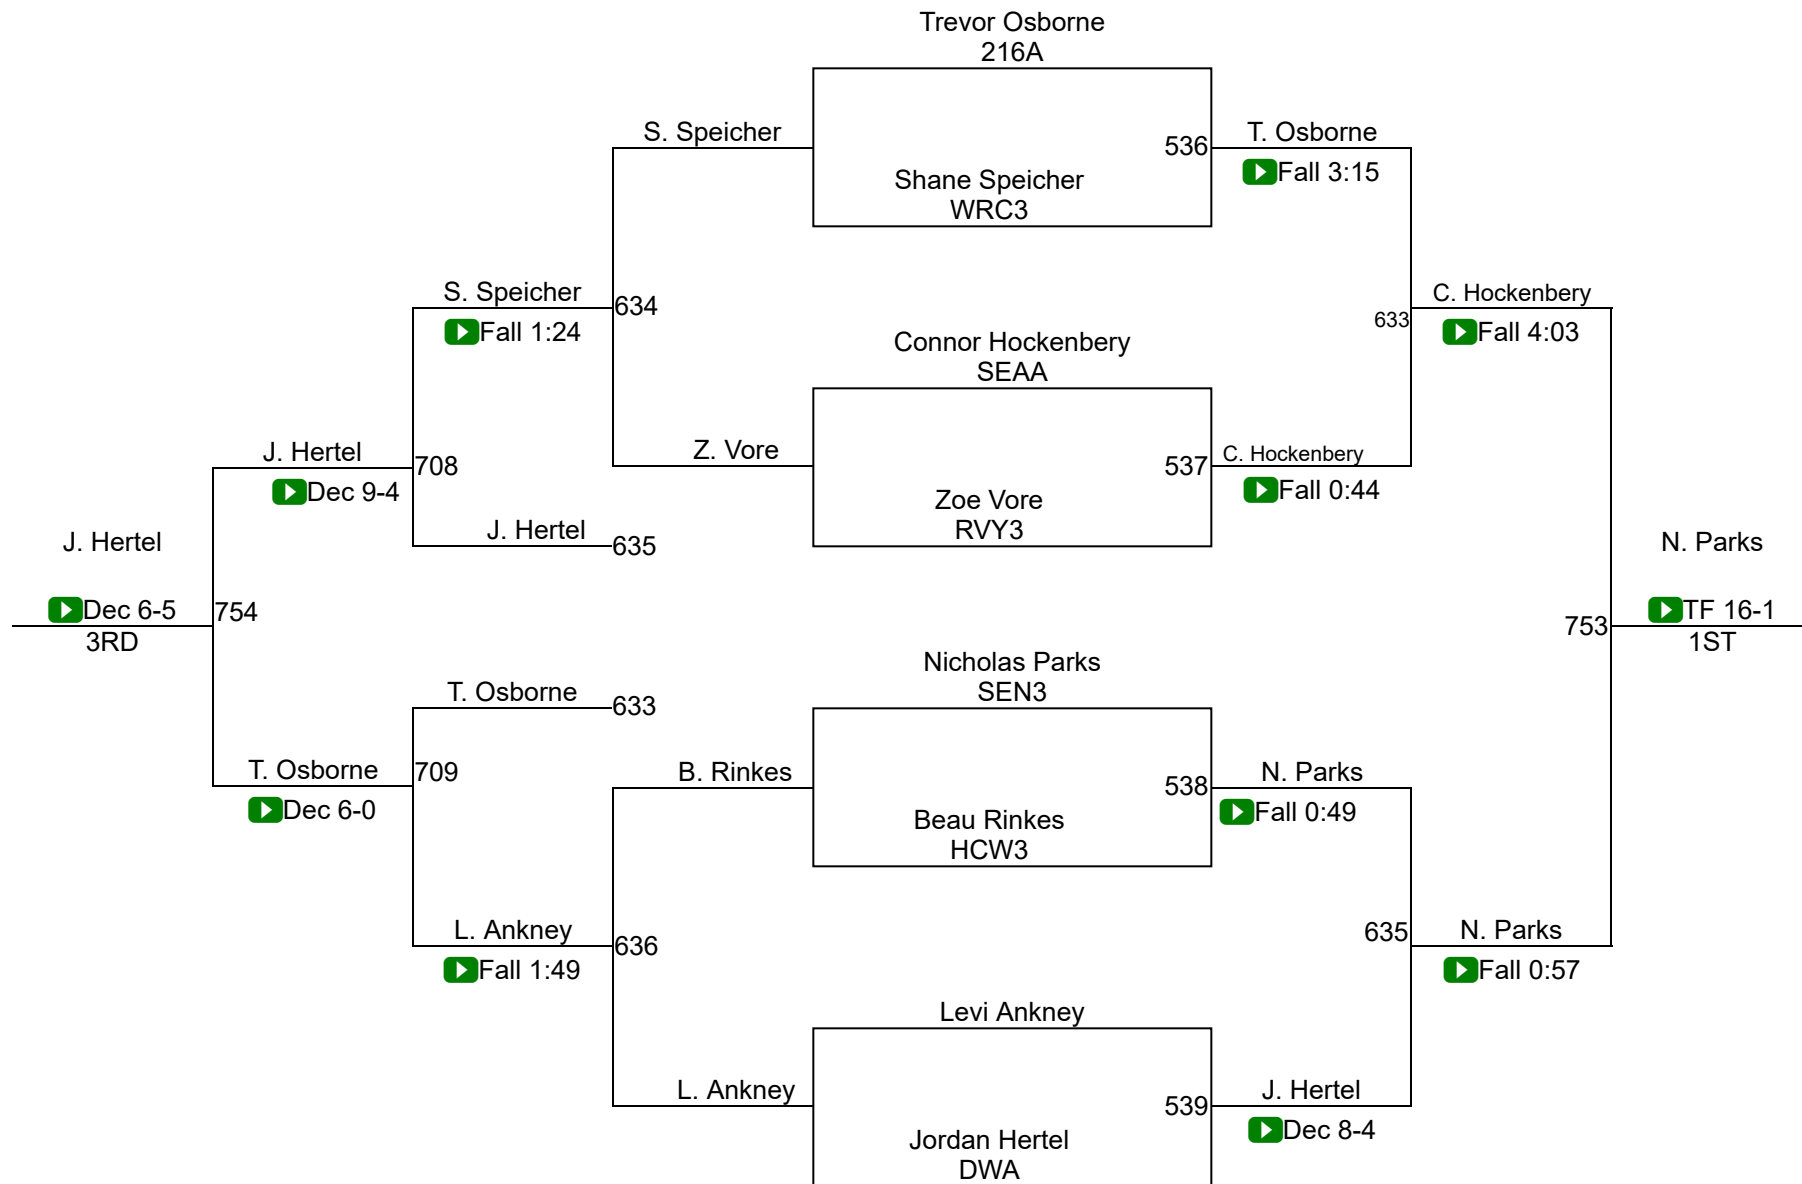 Trevor Osborne
216A
S. Speicher
536
T. Osborne
Fall 3:15
Shane Speicher
WRC3
S. Speicher
634
Fall 1:24
C. Hockenbery
633
Fall 4:03
Connor Hockenbery
SEAA
J. Hertel
708
Dec 9-4
Z. Vore
537
C. Hockenbery
Fall 0:44
Zoe Vore
RVY3
J. Hertel
635
J. Hertel
Dec 6-5
754
3RD
N. Parks
753
TF 16-1
1ST
Nicholas Parks
SEN3
T. Osborne
633
T. Osborne
709
Dec 6-0
B. Rinkes
538
N. Parks
Fall 0:49
Beau Rinkes
HCW3
L. Ankney
636
Fall 1:49
635
N. Parks
Fall 0:57
Levi Ankney
L. Ankney
539
J. Hertel
Dec 8-4
Jordan Hertel
DWA